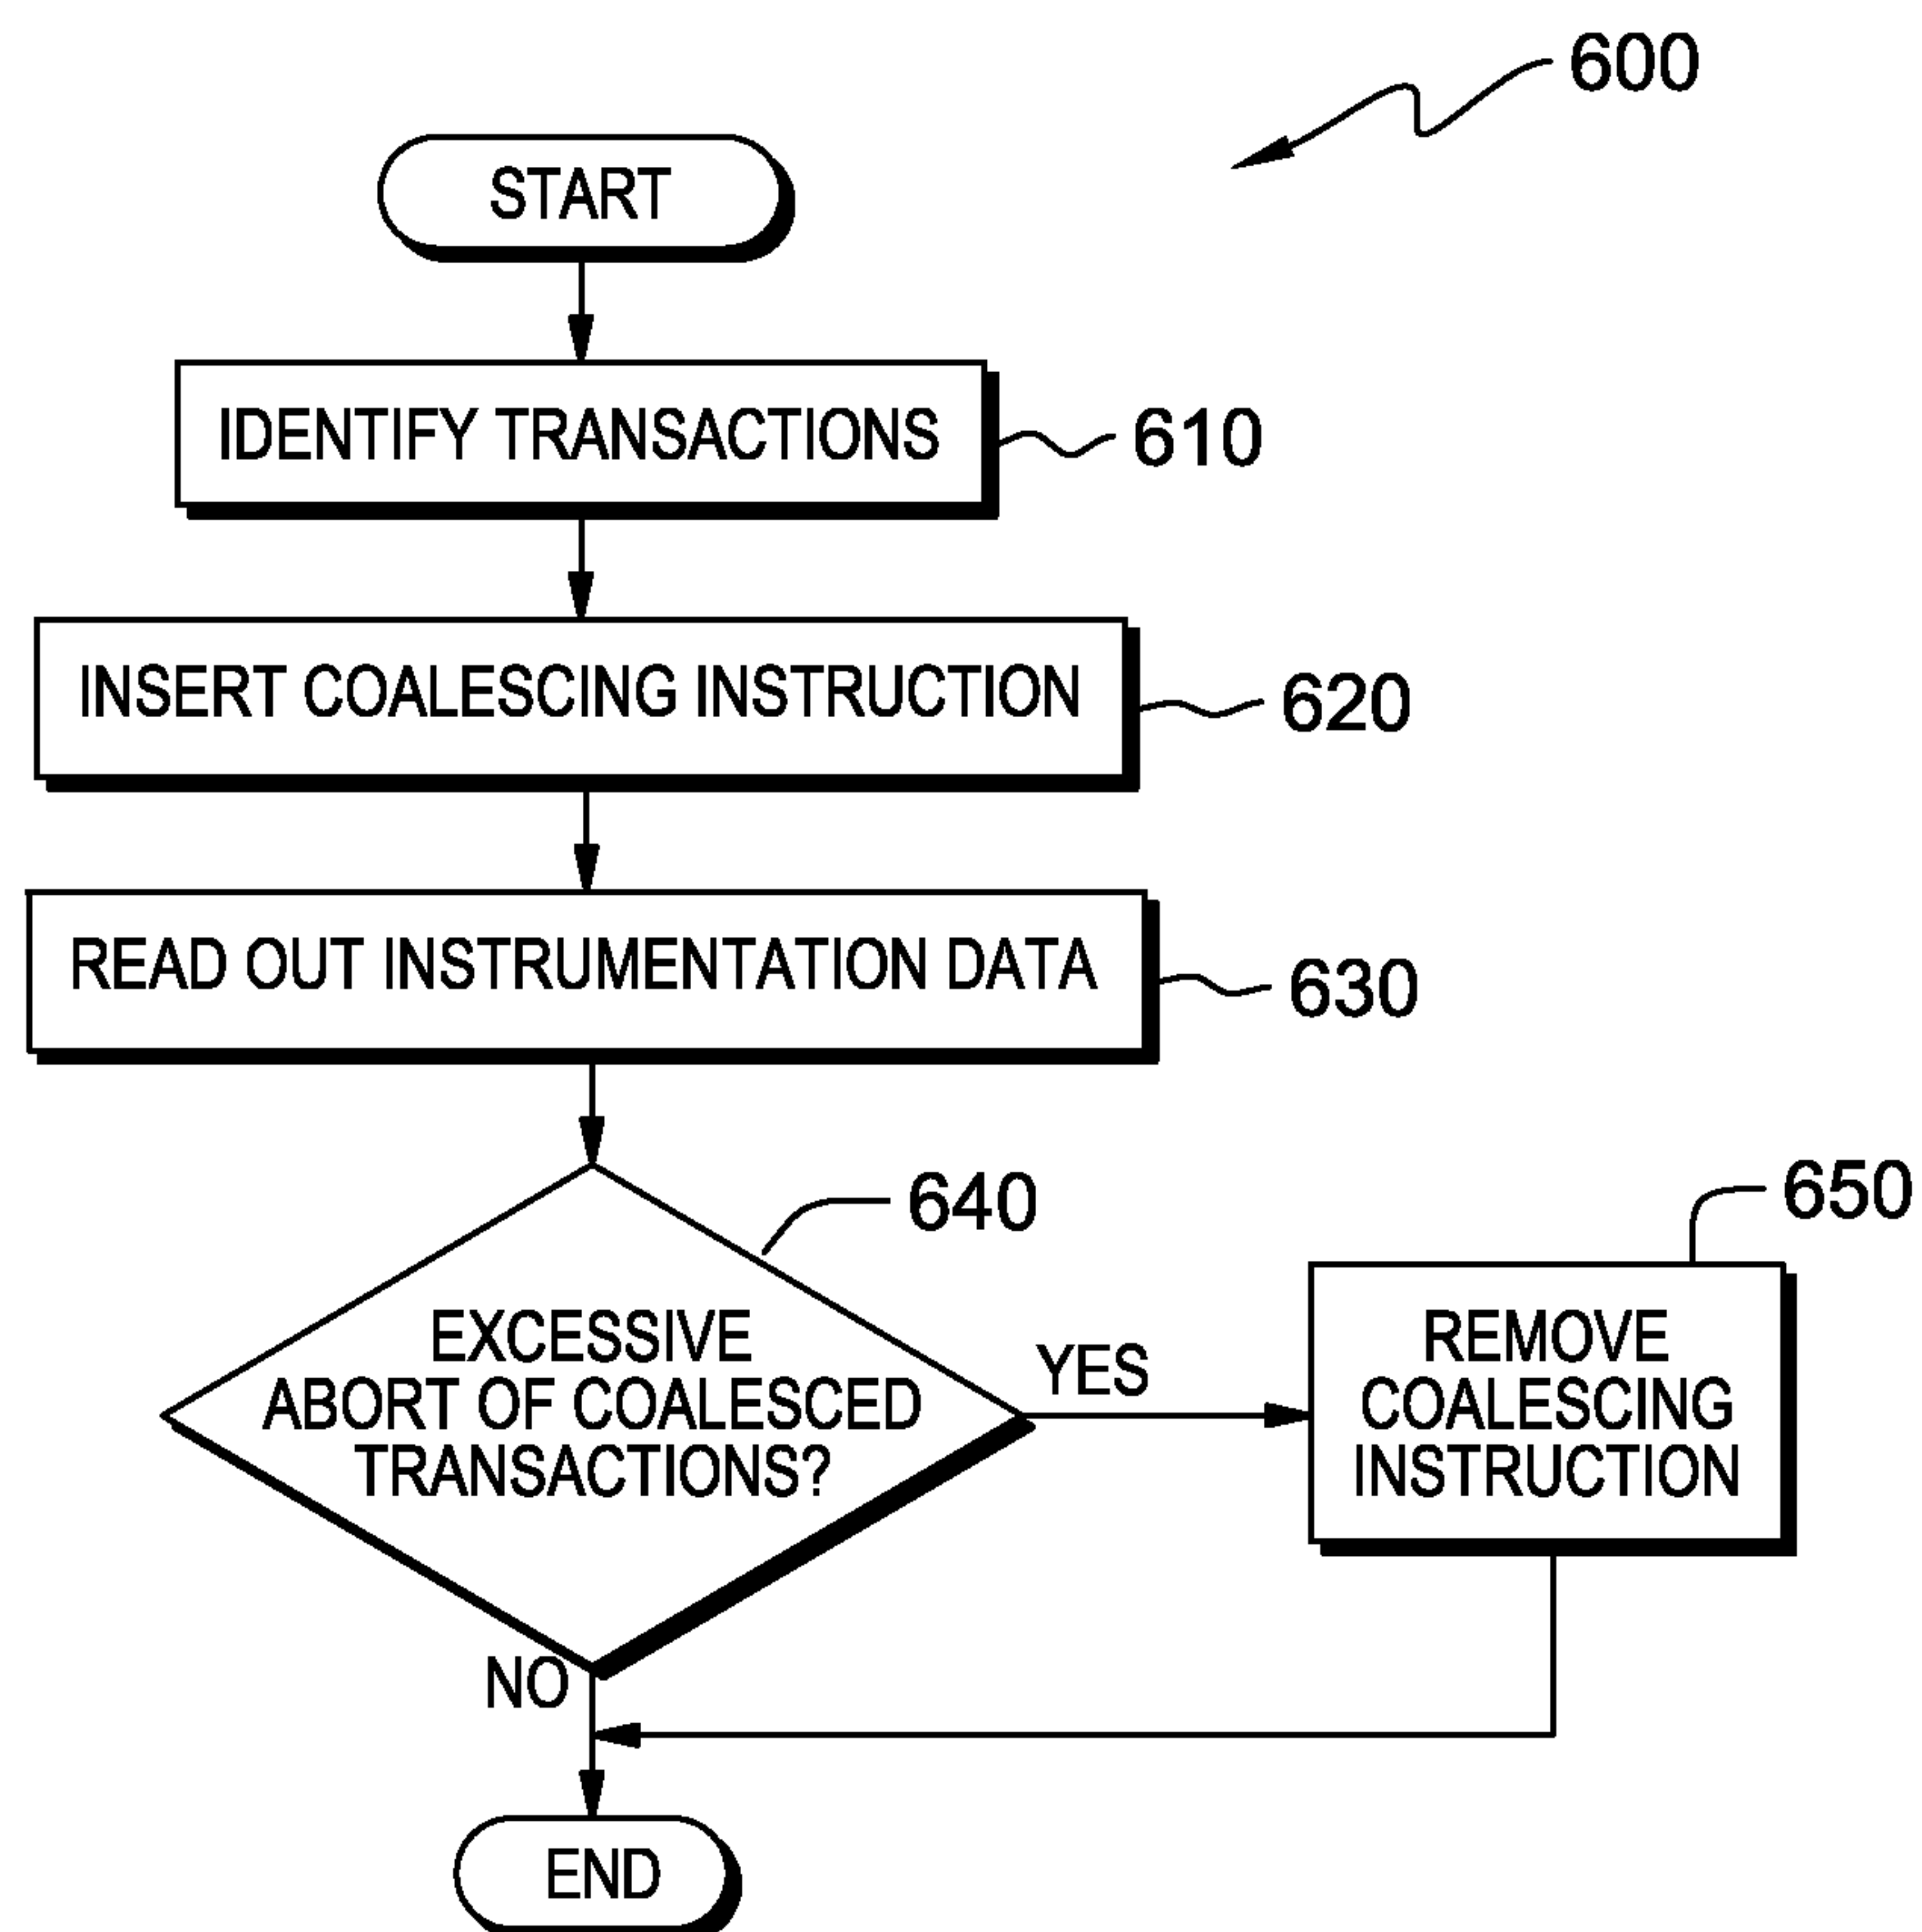 600
START
IDENTIFY TRANSACTIONS
610
INSERT COALESCING INSTRUCTION
620
READ OUT INSTRUMENTATION DATA
630
640
EXCESSIVE
ABORT OF COALESCED
TRANSACTIONS?
YES
650
REMOVE
COALESCING
INSTRUCTION
NO
END